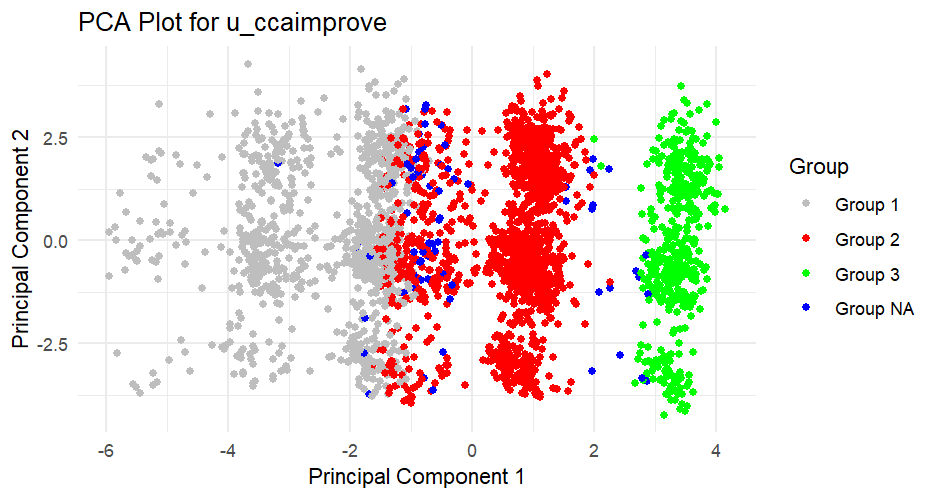 PCA Plot for u_ccaimprove
Principal Component 2
2.5
0.0
-2.5
-6
-4
-2
0
2
4
Principal Component 1
Group
Group 1
Group 2
Group 3
Group NA